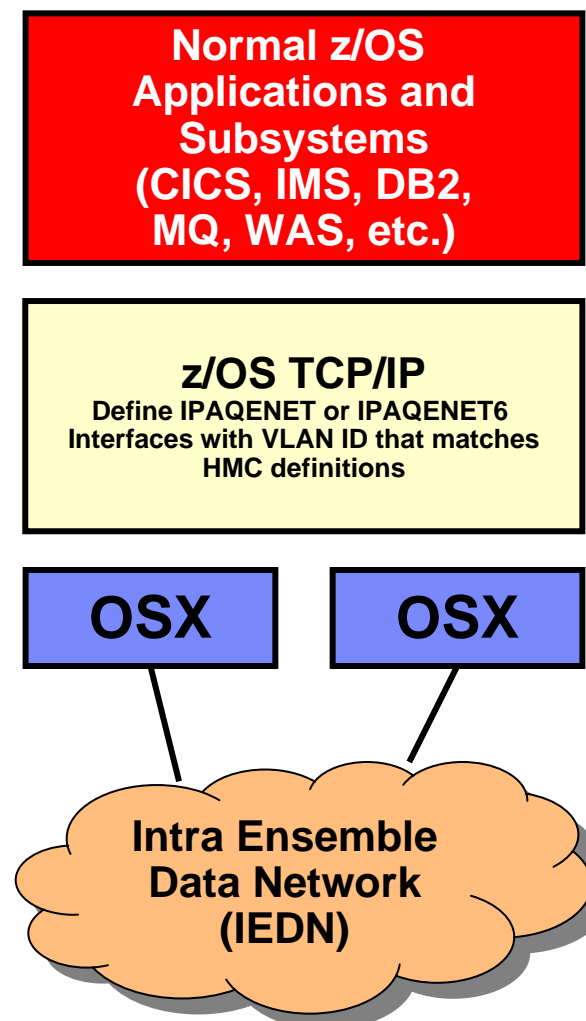 Normal z/OS
Applications and
Subsystems
(CICS, IMS, DB2,
MQ, WAS, etc.)
z/OS TCP/IP
Define IPAQENET or IPAQENET6
Interfaces with VLAN ID that matches
HMC definitions
OSX
OSX
Intra Ensemble
Data Network
(IEDN)